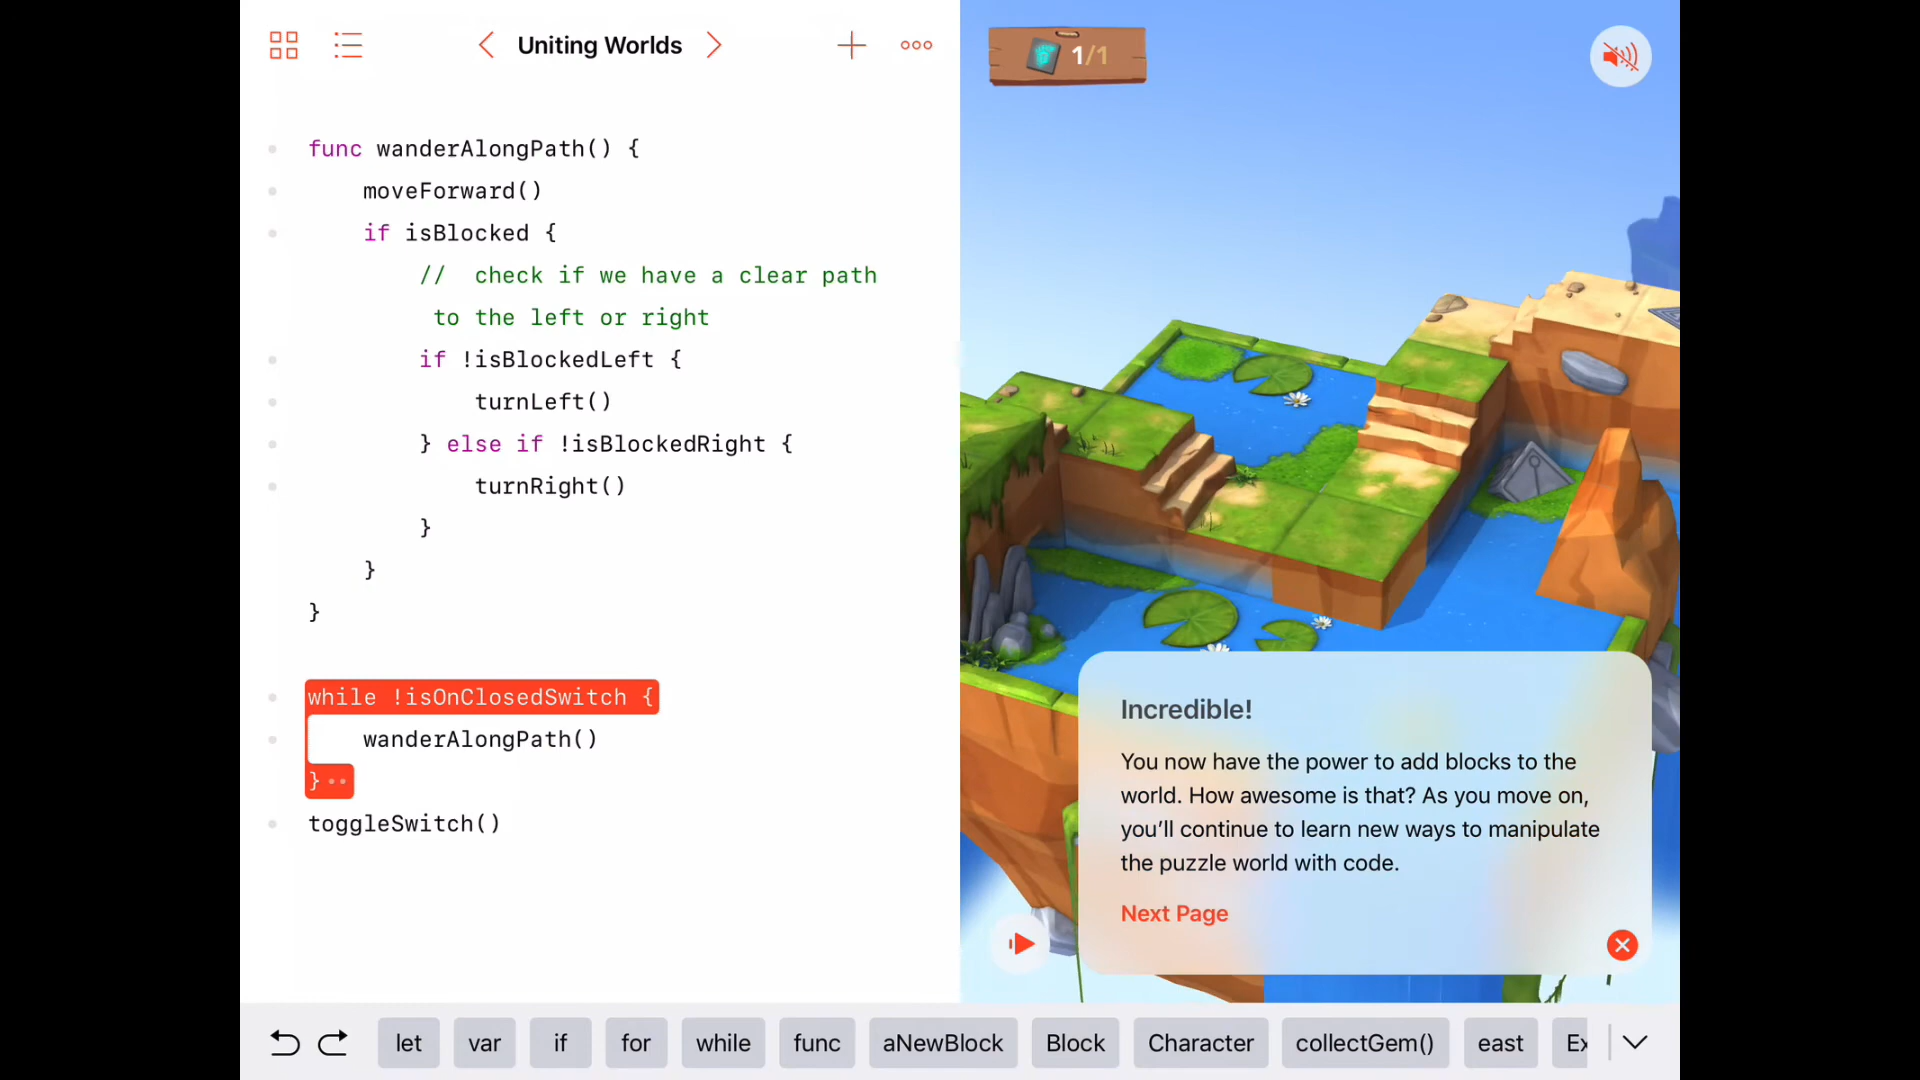 Uniting Worlds
func wanderAlongPath() {
moveForward()
if isBlocked {
// check if we have a clear path
to the left or right
if !isBlockedLeft {
turnLeft()
} else if !isBlockedRight {
turnRight()
}
}
}
while !isOnClosedSwitch {
wanderAlongPath()
}
toggleSwitch()
1/1
Incredible!
You now have the power to add blocks to the
world. How awesome is that? As you move on,
you’ll continue to learn new ways to manipulate
the puzzle world with code.
Next Page
let var if for while func aNewBlock Block Character collectGem() east Ex